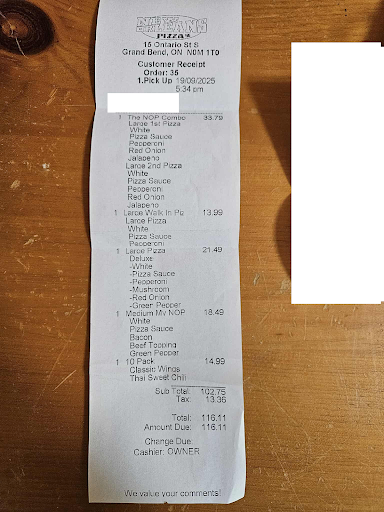 NEW ORLEANS
PIZZA
15 Ontario St S
Grand Bend, ON N0M 1T0
Customer Receipt
Order: 35
1.Pick Up 19/09/2025
5:34 pm
1 The NOP Combo 33.79
Large 1st Pizza
White
Pizza Sauce
Pepperoni
Red Onion
Jalapeno
Large 2nd Pizza
White
Pizza Sauce
Pepperoni
Red Onion
Jalapeno
1 Large Walk In Piz 13.99
Large Pizza
White
Pizza Sauce
Pepperoni
1 Large Pizza 21.49
Deluxe
-White
-Pizza Sauce
-Pepperoni
-Mushroom
-Red Onion
-Green Pepper
1 Medium My NOP 18.49
White
Pizza Sauce
Bacon
Beef Topping
Green Pepper
1 10 Pack 14.99
Classic Wings
Thai Sweet Chili
Sub Total: 102.75
Tax: 13.36
Total: 116.11
Amount Due: 116.11
Change Due:
Cashier: OWNER
We value your comments!